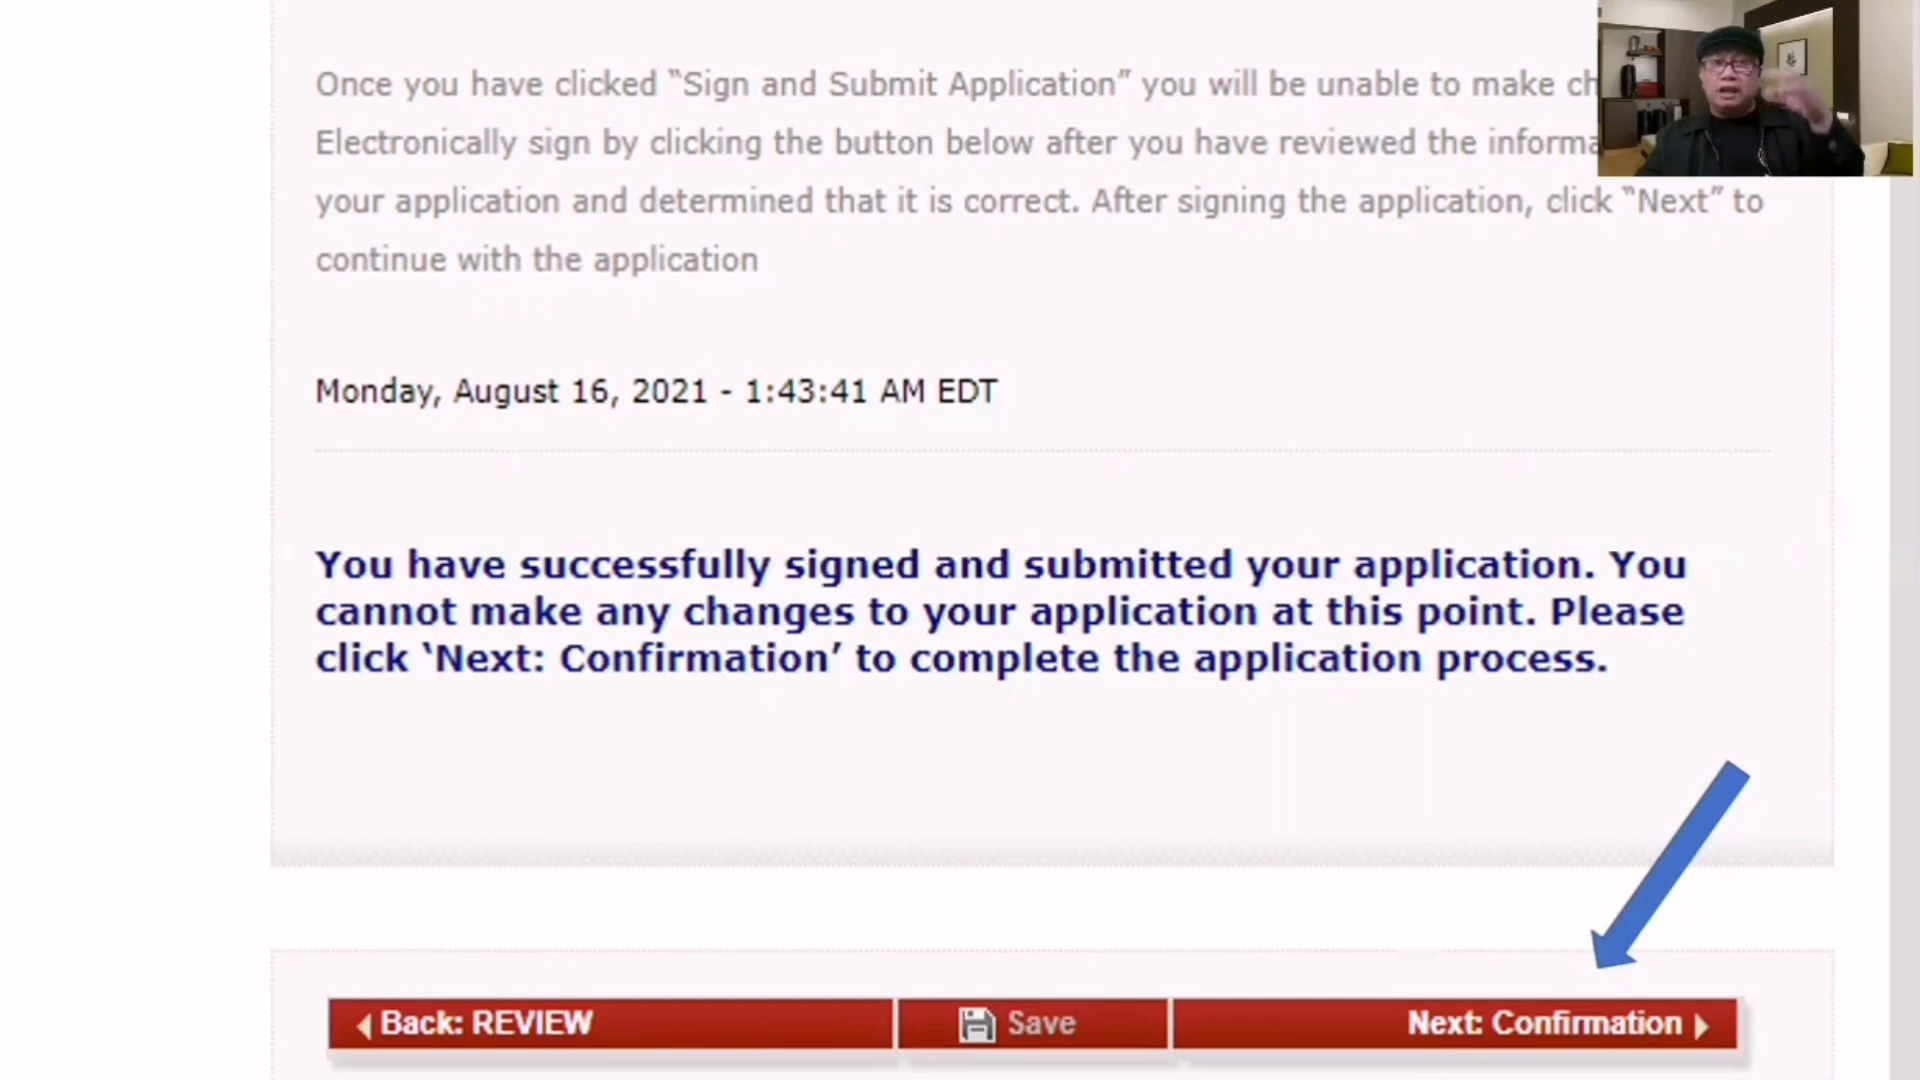 Once you have clicked “Sign and Submit Application” you will be unable to make
Electronically sign by clicking the button below after you have reviewed the
your application and determined that it is correct. After signing the application, click “Next” to
continue with the application
Monday, August 16, 2021 - 1:43:41 AM EDT
You have successfully signed and submitted your application. You
cannot make any changes to your application at this point. Please
click ‘Next: Confirmation’ to complete the application process.
Back: REVIEW
Save
Next: Confirmation